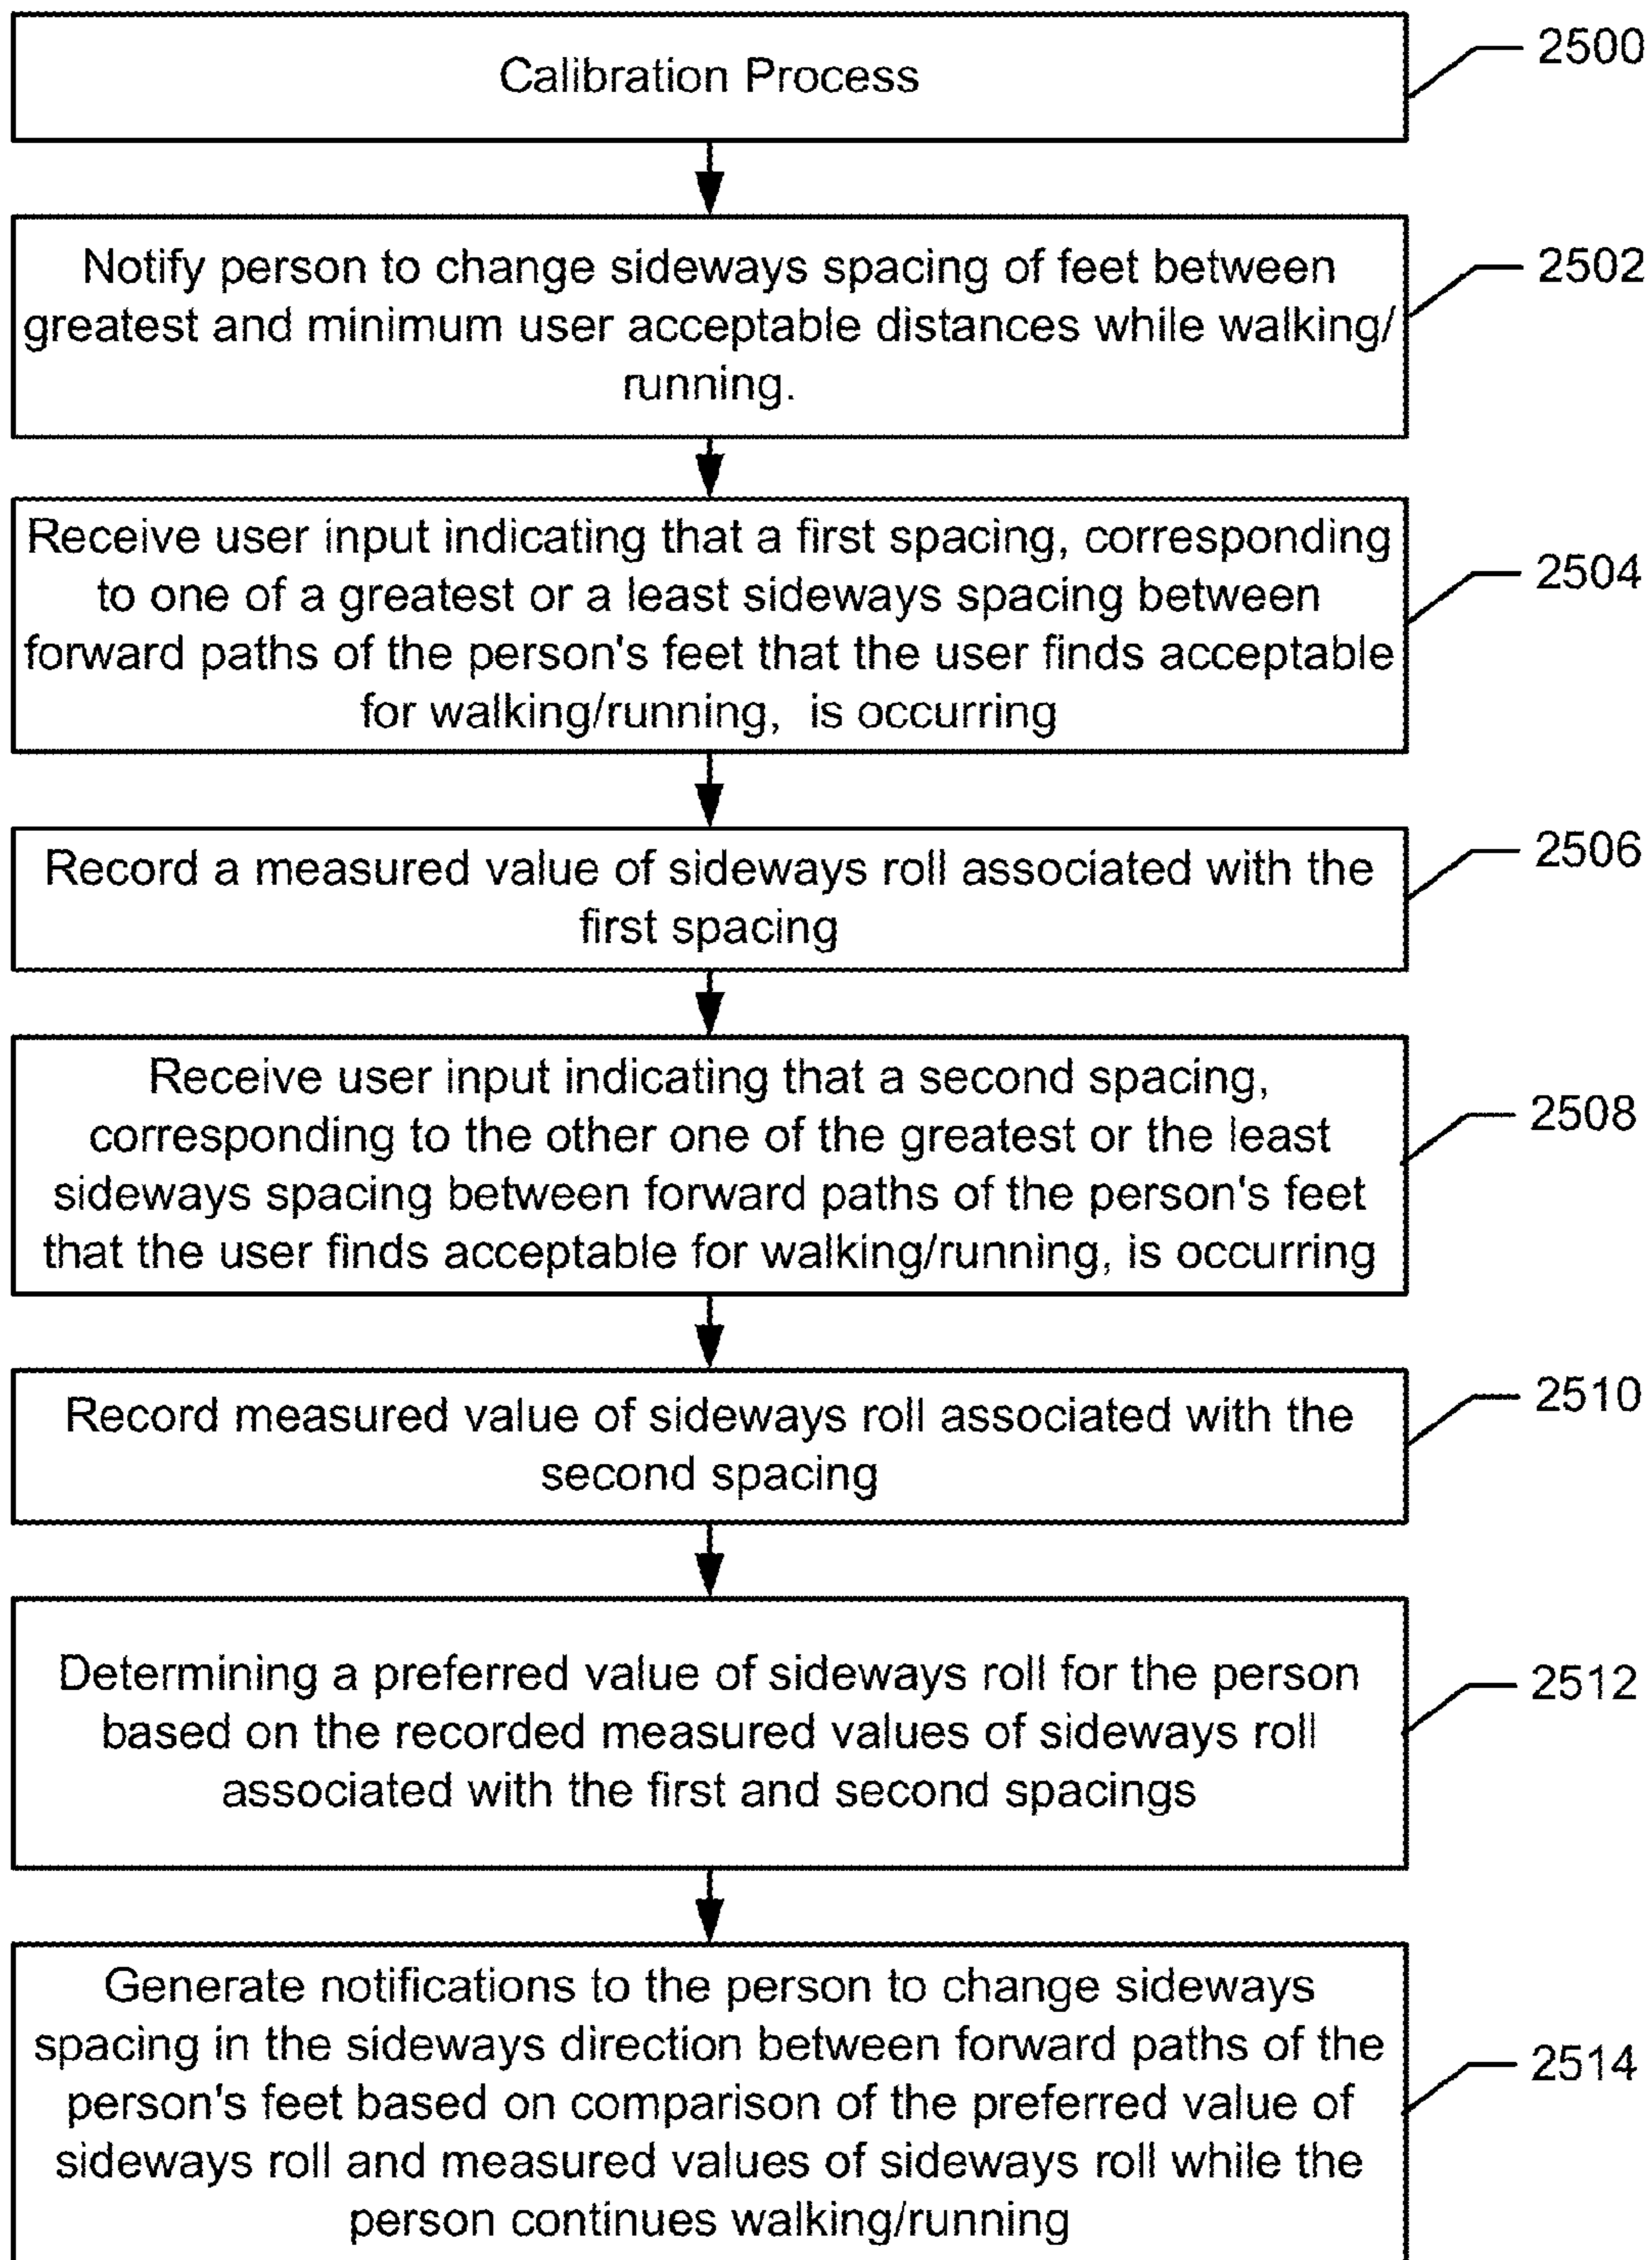 Calibration Process
2500
Notify person to change sideways spacing of feet between
greatest and minimum user acceptable distances while walking/
running.
2502
Receive user input indicating that a first spacing, corresponding
to one of a greatest or a least sideways spacing between
forward paths of the person's feet that the user finds acceptable
for walking/running, is occurring
2504
Record a measured value of sideways roll associated with the
first spacing
2506
Receive user input indicating that a second spacing,
corresponding to the other one of the greatest or the least
sideways spacing between forward paths of the person's feet
that the user finds acceptable for walking/running, is occurring
2508
Record measured value of sideways roll associated with the
second spacing
2510
Determining a preferred value of sideways roll for the person
based on the recorded measured values of sideways roll
associated with the first and second spacings
2512
Generate notifications to the person to change sideways
spacing in the sideways direction between forward paths of the
person's feet based on comparison of the preferred value of
sideways roll and measured values of sideways roll while the
person continues walking/running
2514